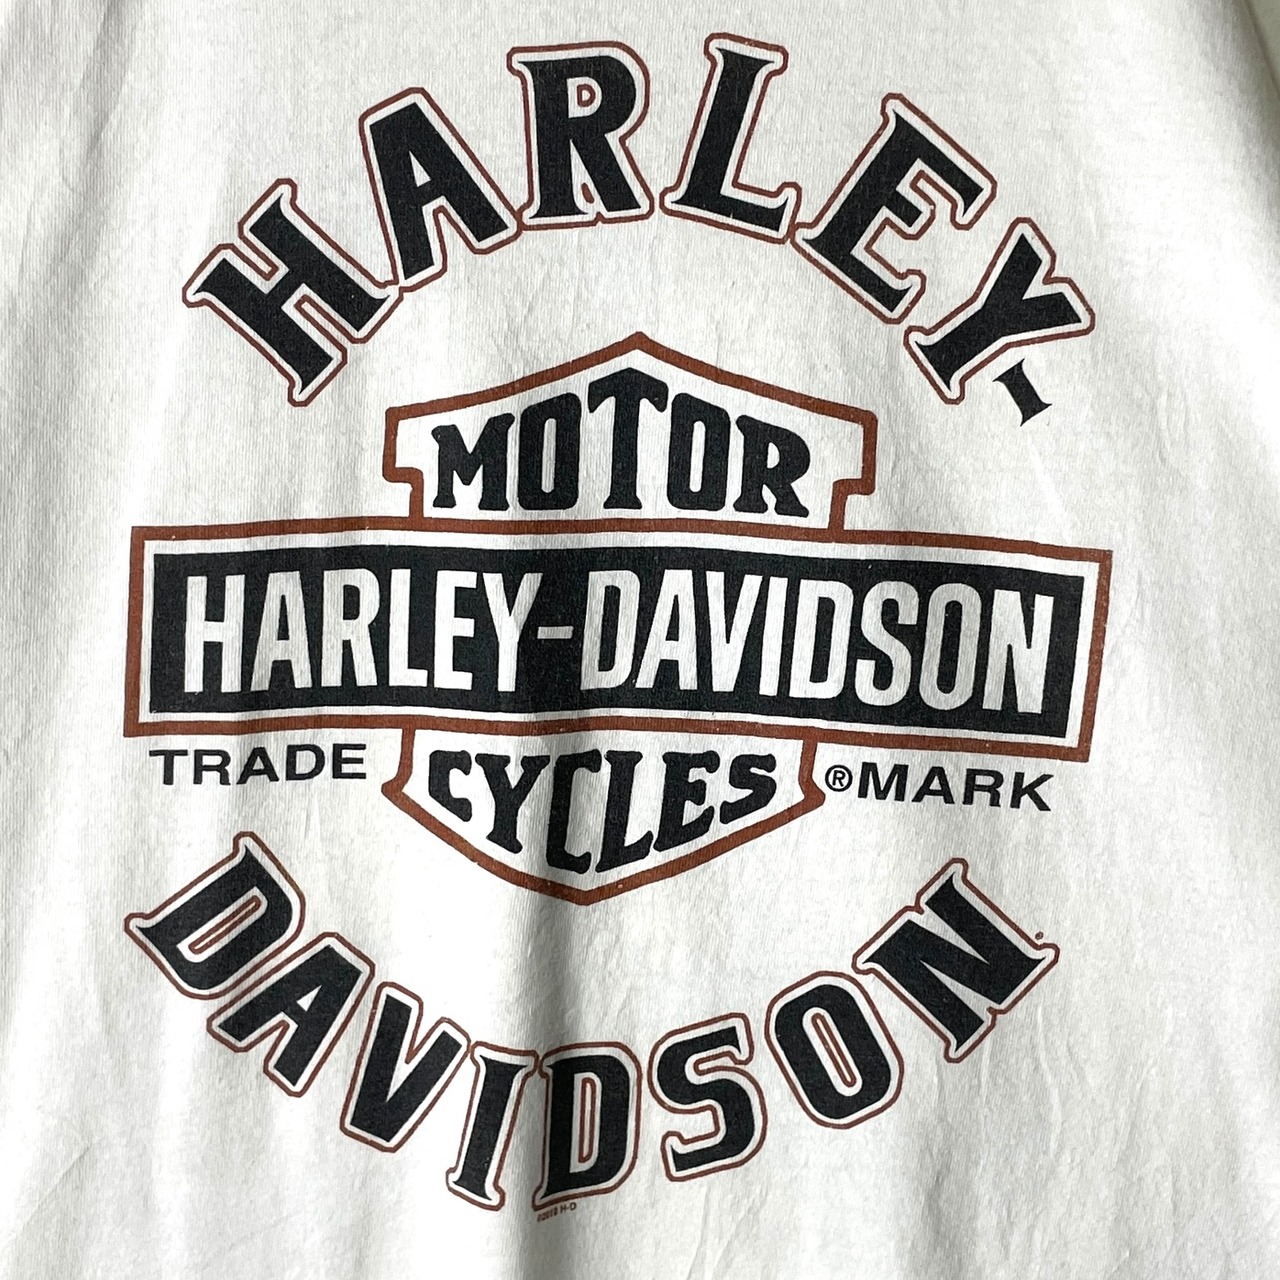 HARLEY-
MOTOR
HARLEY-DAVIDSON
TRADE ®MARK
CYCLES
DAVIDSON